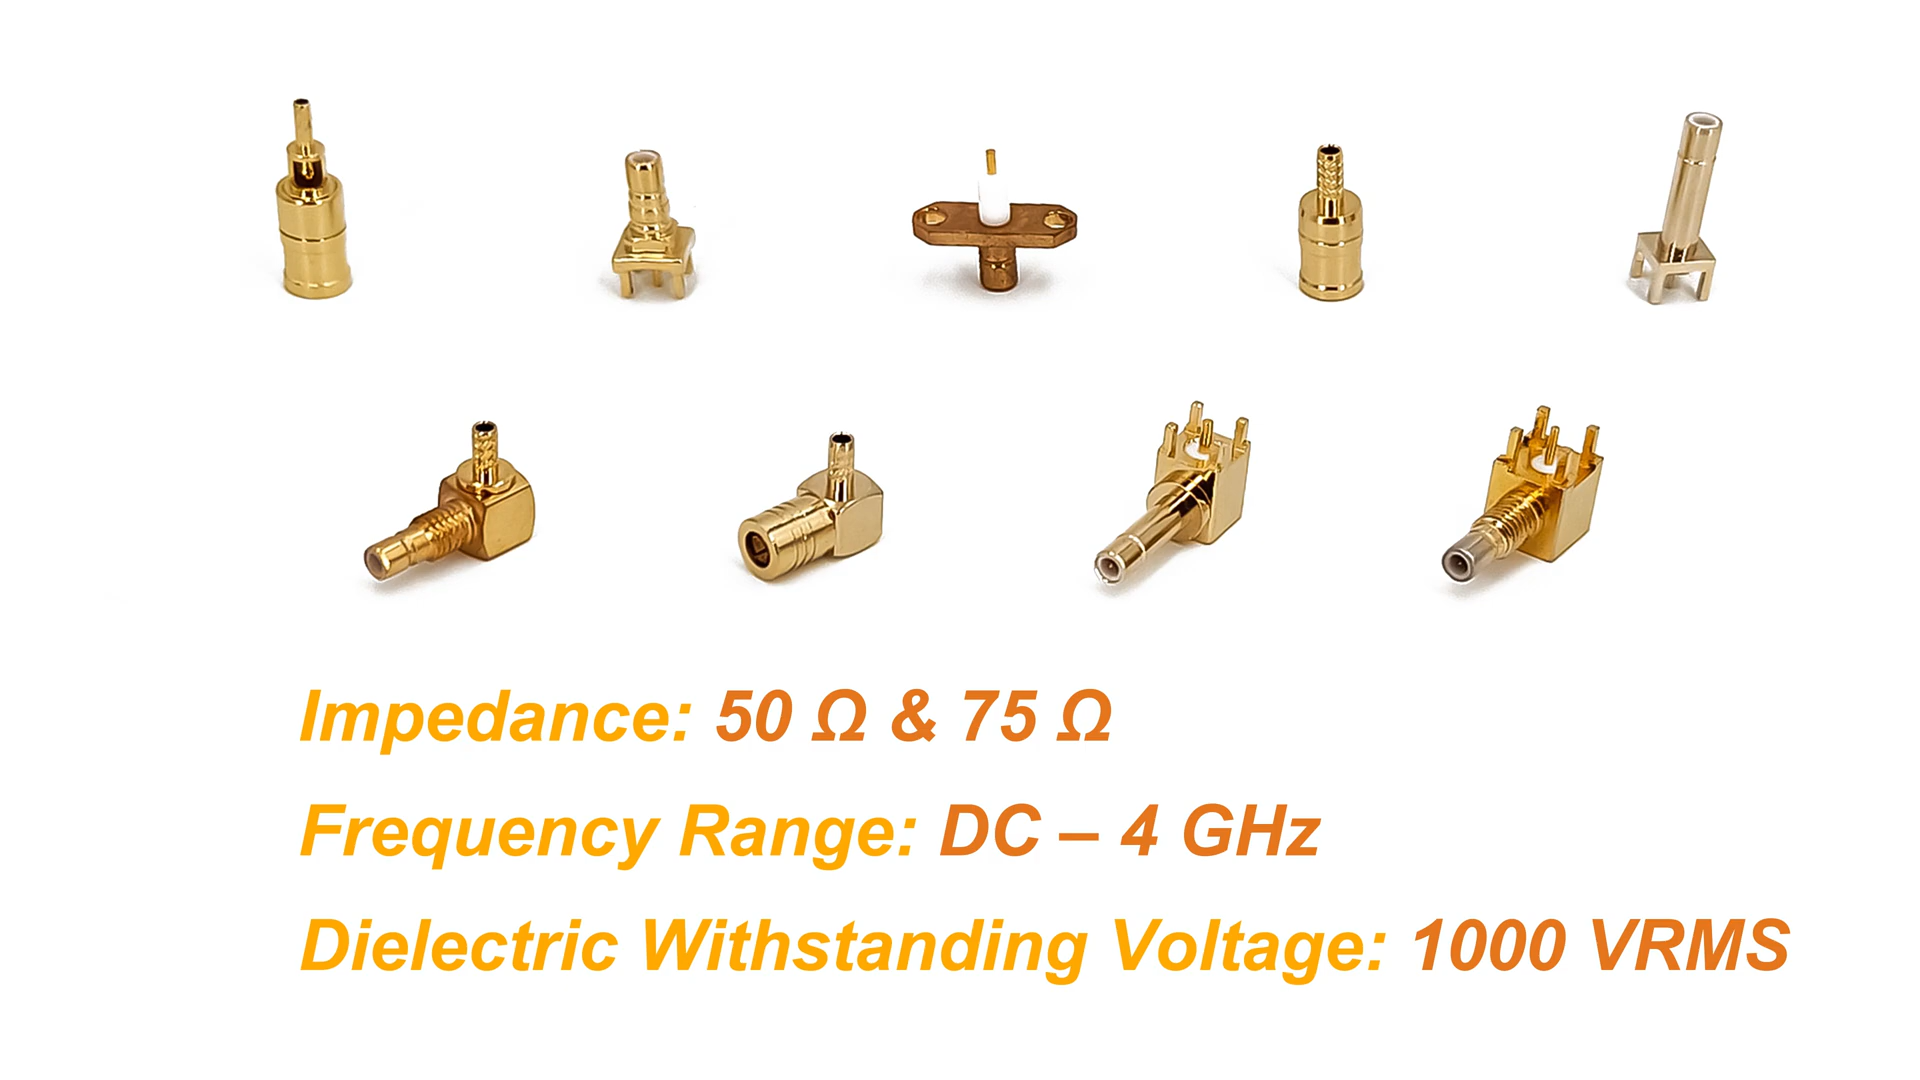 Impedance: 50 Ω & 75 Ω
Frequency Range: DC – 4 GHz
Dielectric Withstanding Voltage: 1000 VRMS